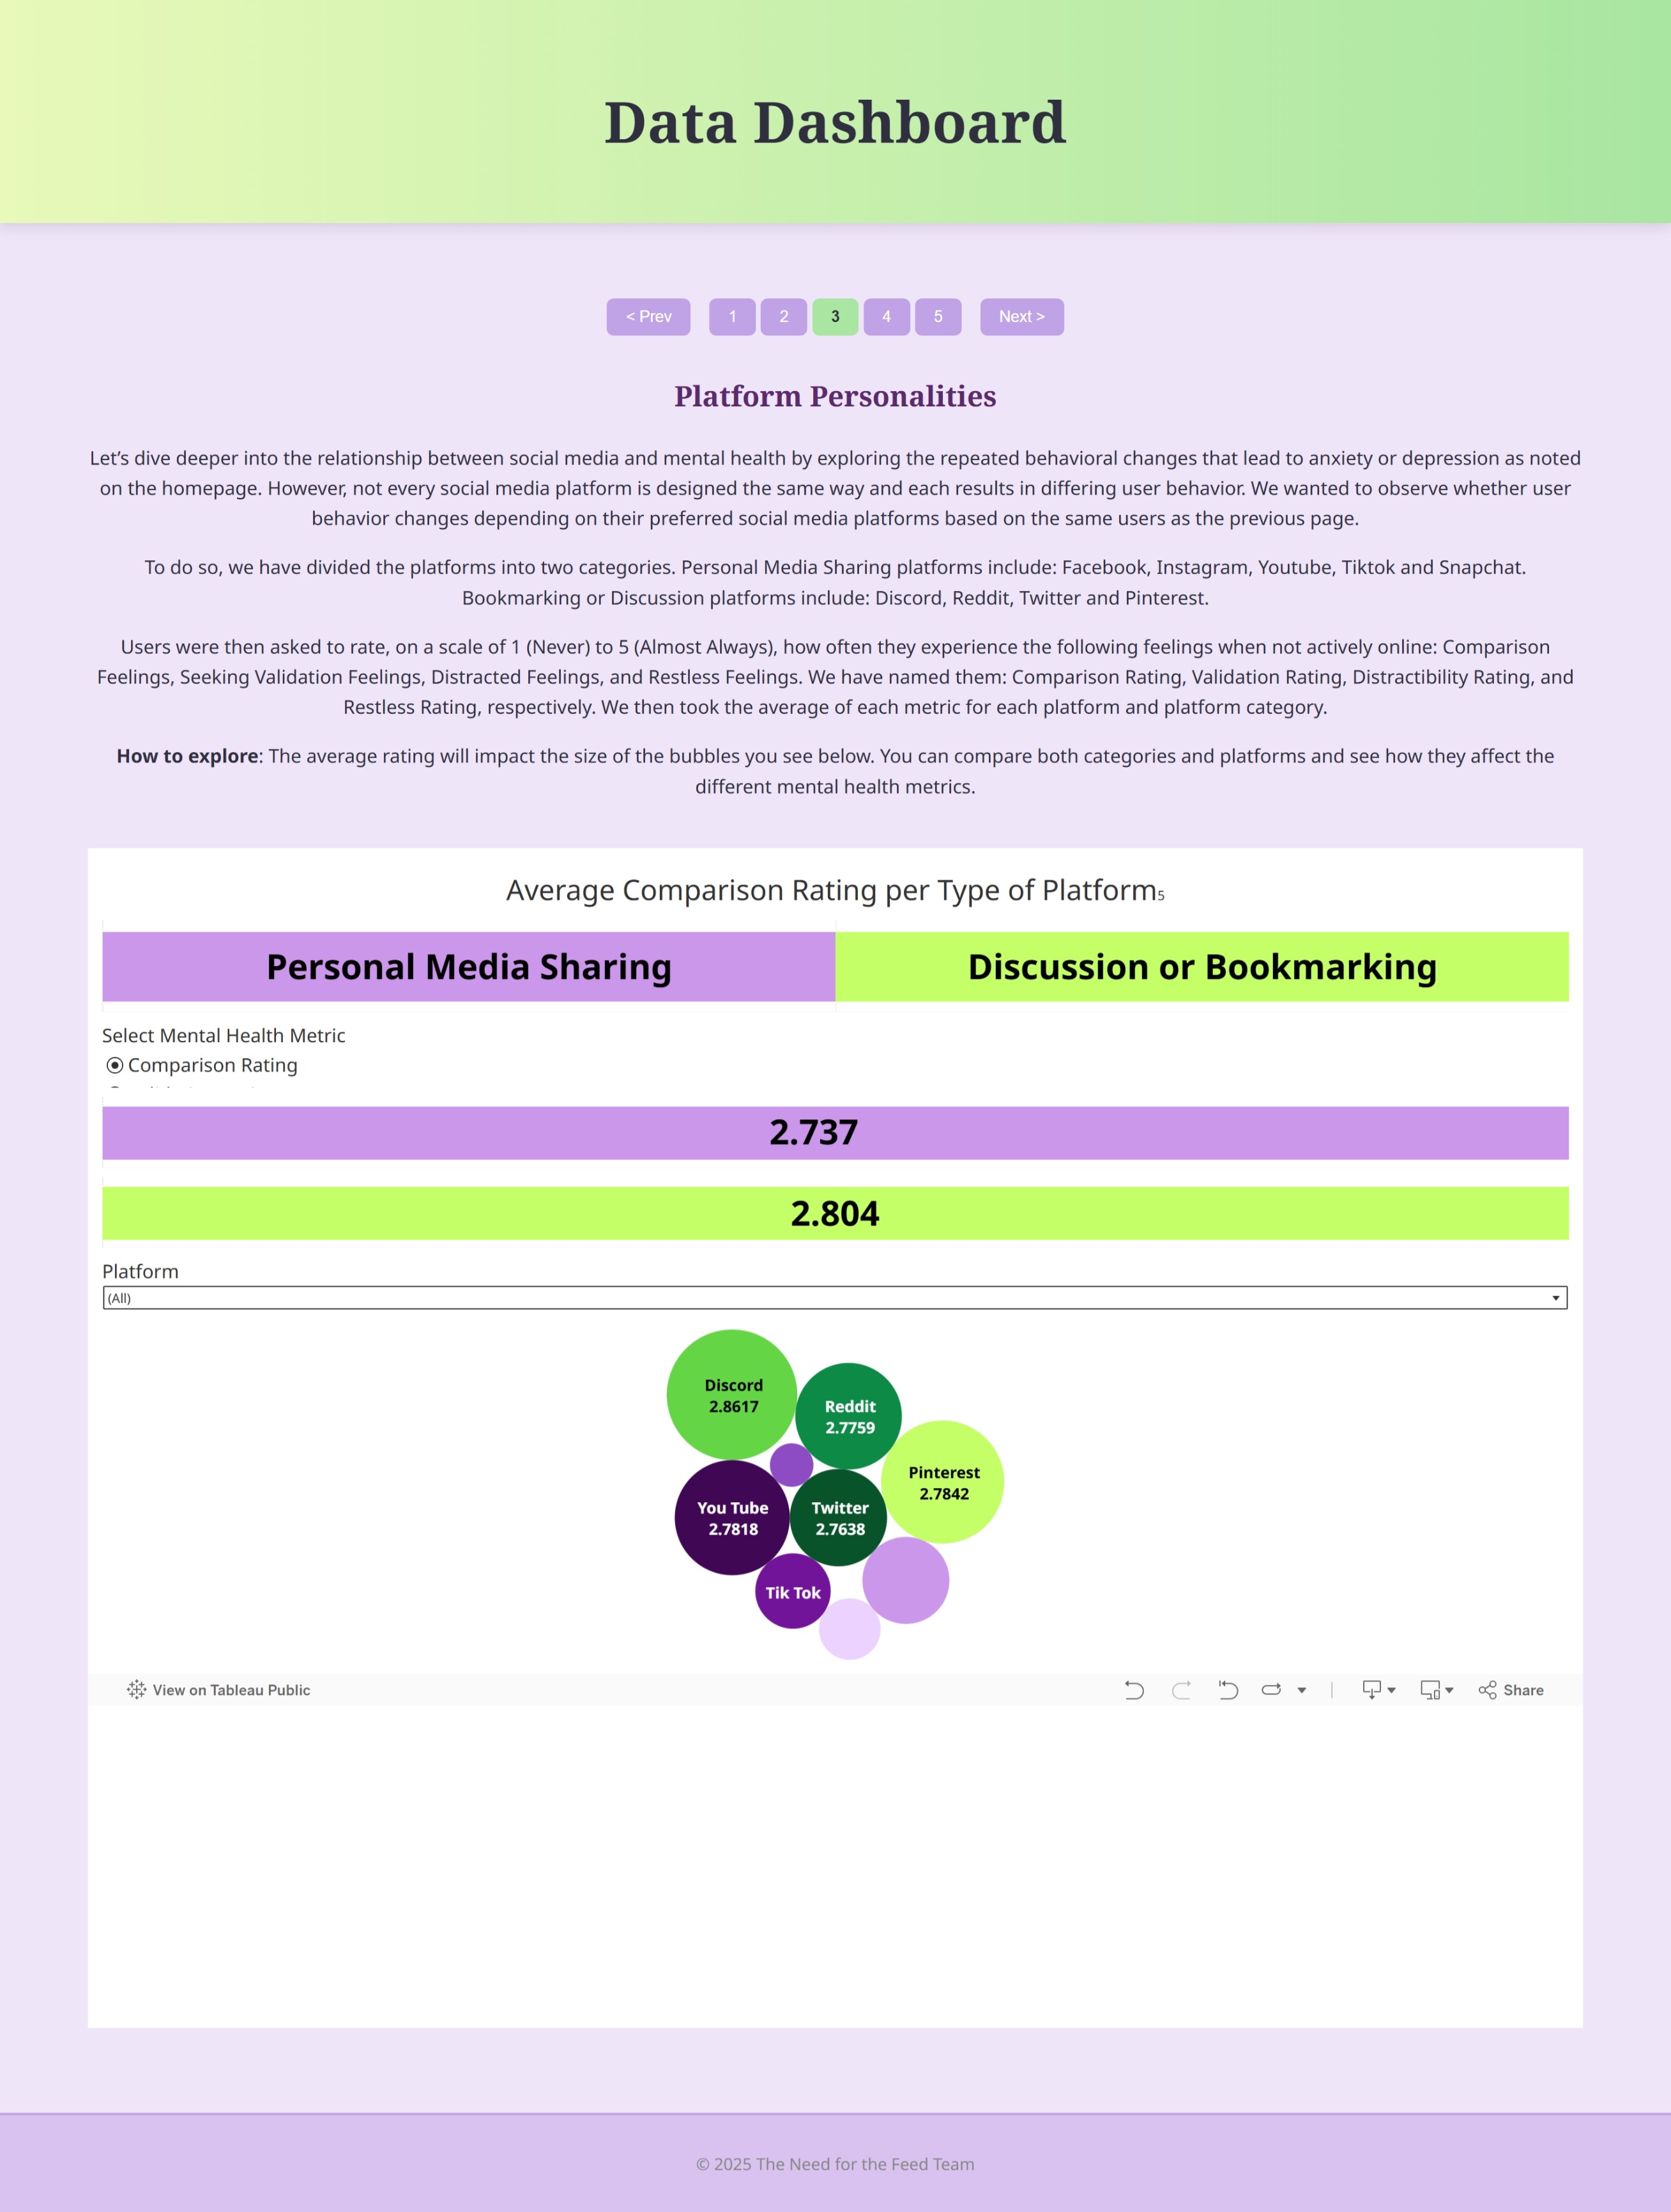 Data Dashboard
< Prev 1 2 3 4 5 Next >
Platform Personalities
Let’s dive deeper into the relationship between social media and mental health by exploring the repeated behavioral changes that lead to anxiety or depression as noted
on the homepage. However, not every social media platform is designed the same way and each results in differing user behavior. We wanted to observe whether user
behavior changes depending on their preferred social media platforms based on the same users as the previous page.
To do so, we have divided the platforms into two categories. Personal Media Sharing platforms include: Facebook, Instagram, Youtube, Tiktok and Snapchat.
Bookmarking or Discussion platforms include: Discord, Reddit, Twitter and Pinterest.
Users were then asked to rate, on a scale of 1 (Never) to 5 (Almost Always), how often they experience the following feelings when not actively online: Comparison
Feelings, Seeking Validation Feelings, Distracted Feelings, and Restless Feelings. We have named them: Comparison Rating, Validation Rating, Distractibility Rating, and
Restless Rating, respectively. We then took the average of each metric for each platform and platform category.
How to explore: The average rating will impact the size of the bubbles you see below. You can compare both categories and platforms and see how they affect the
different mental health metrics.
Average Comparison Rating per Type of Platform5
Personal Media Sharing Discussion or Bookmarking
Select Mental Health Metric
Comparison Rating
2.737
2.804
Platform
(All)
Discord
2.8617
Reddit
2.7759
Pinterest
2.7842
You Tube
2.7818
Twitter
2.7638
Tik Tok
View on Tableau Public
Share
© 2025 The Need for the Feed Team